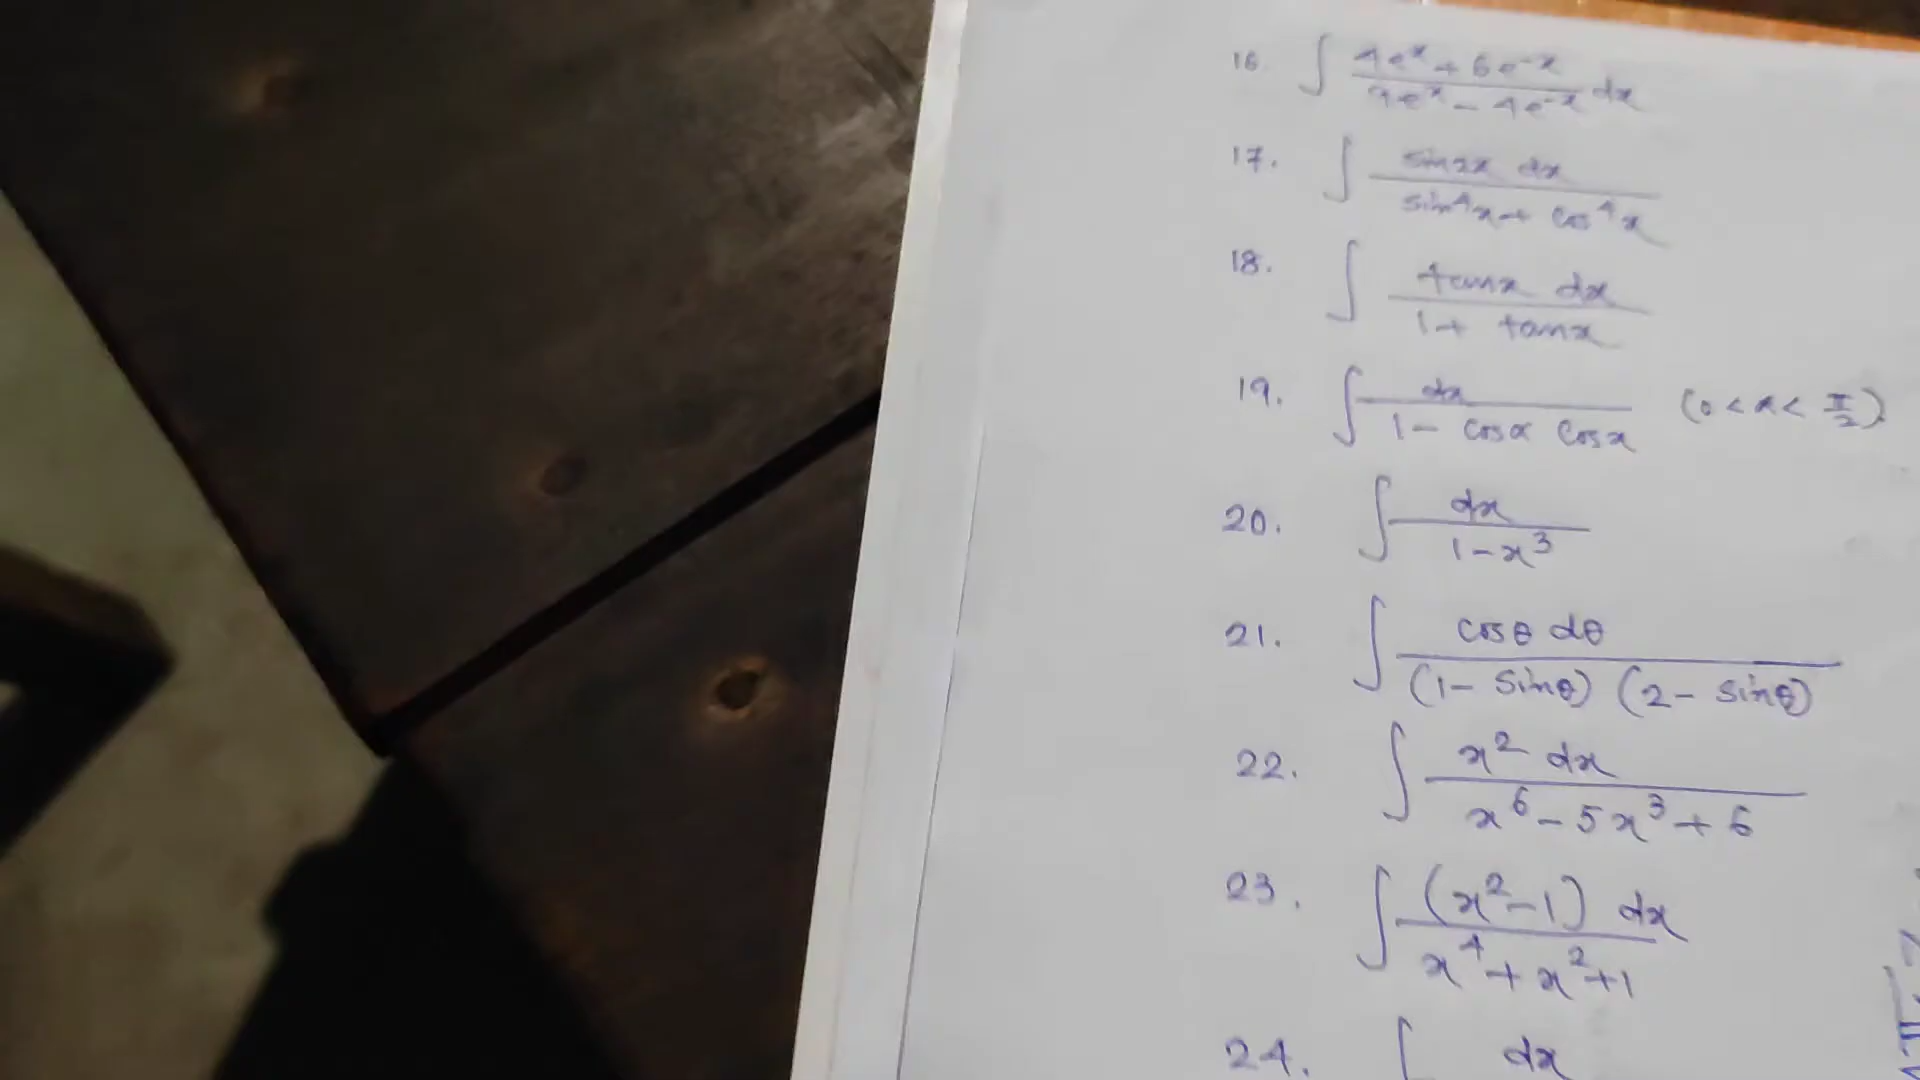 16. ∫ (4e^x + 6e^-x)/(9e^x - 4e^-x) dx
17. ∫ sin2x dx/(sin^4 x + cos^4 x)
18. ∫ tanx dx/(1 + tanx)
19. ∫ dx/(1 - cosα cosx) (0 < α < π/2)
20. ∫ dx/(1 - x^3)
21. ∫ cosθ dθ/((1 - sinθ) (2 - sinθ))
22. ∫ x^2 dx/(x^6 - 5x^3 + 6)
23. ∫ (x^2 - 1) dx/(x^4 + x^2 + 1)
24. ∫ dx